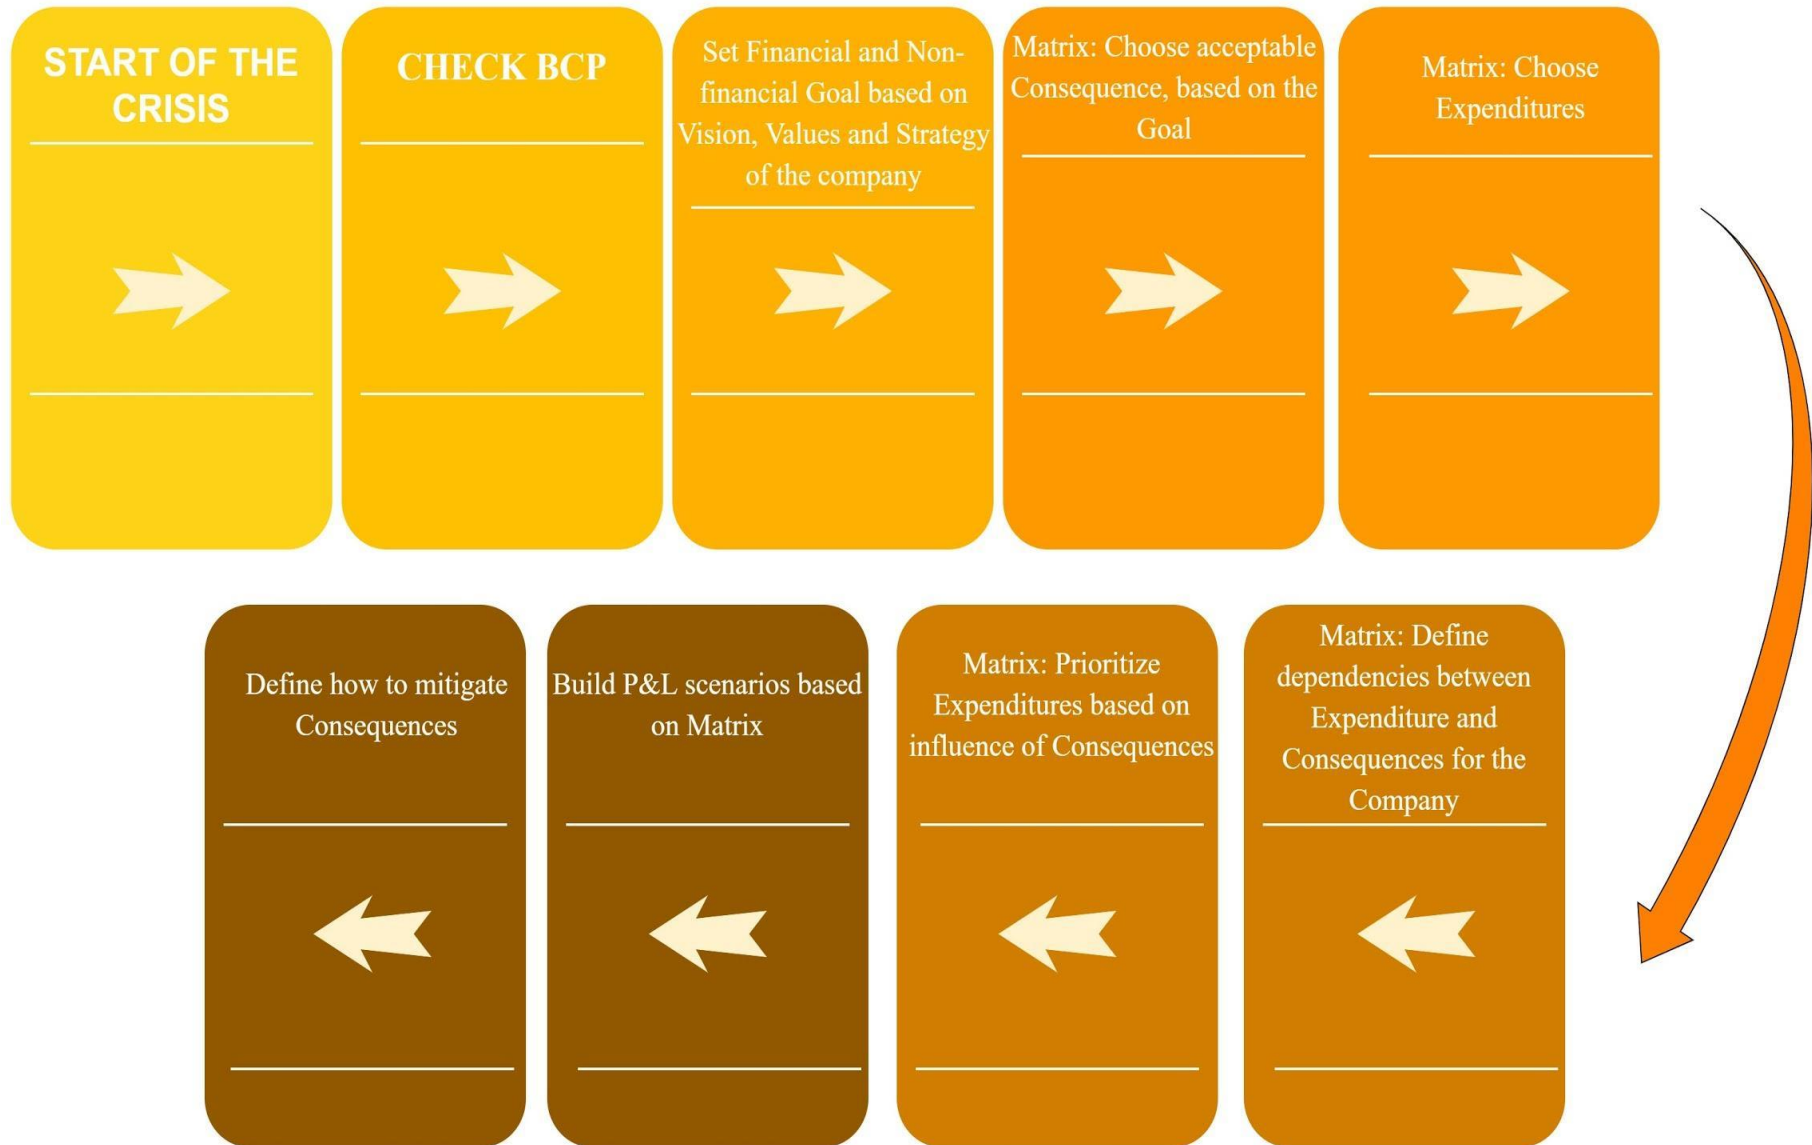 START OF THE
CRISIS
CHECK BCP
Set Financial and Non-
financial Goal based on
Vision, Values and Strategy
of the company
Matrix: Choose acceptable
Consequence, based on the
Goal
Matrix: Choose
Expenditures
Matrix: Define
dependencies between
Expenditure and
Consequences for the
Company
Matrix: Prioritize
Expenditures based on
influence of Consequences
Build P&L scenarios based
on Matrix
Define how to mitigate
Consequences